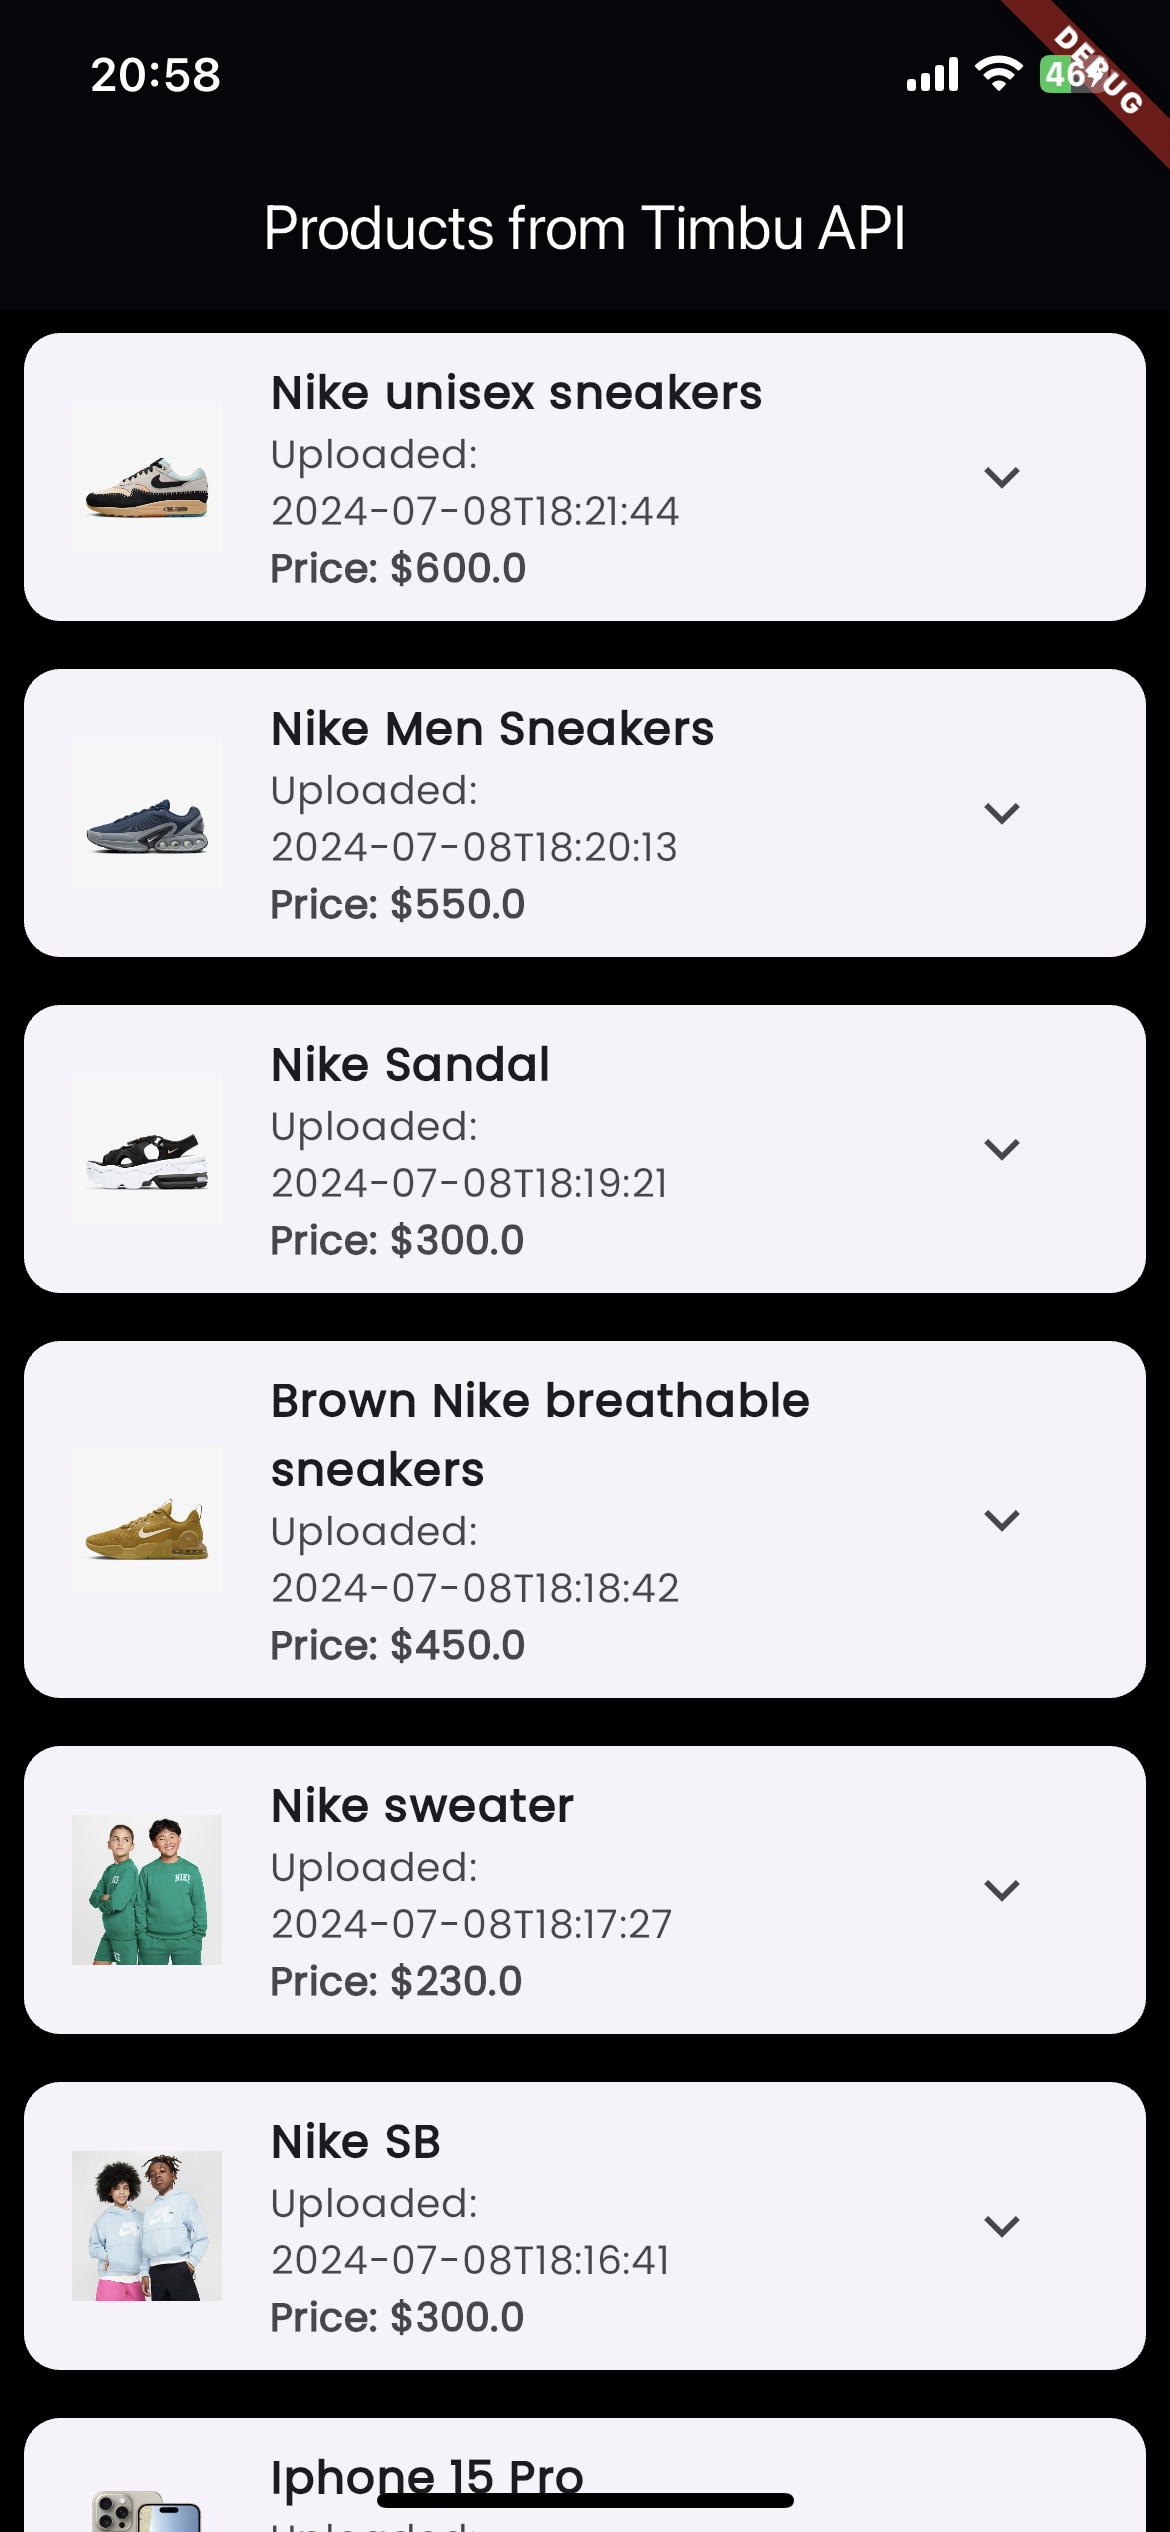 20:58
46
DEBUG
Products from Timbu API
Nike unisex sneakers
Uploaded:
2024-07-08T18:21:44
Price: $600.0
Nike Men Sneakers
Uploaded:
2024-07-08T18:20:13
Price: $550.0
Nike Sandal
Uploaded:
2024-07-08T18:19:21
Price: $300.0
Brown Nike breathable
sneakers
Uploaded:
2024-07-08T18:18:42
Price: $450.0
Nike sweater
Uploaded:
2024-07-08T18:17:27
Price: $230.0
NIKE
Nike SB
Uploaded:
2024-07-08T18:16:41
Price: $300.0
Iphone 15 Pro